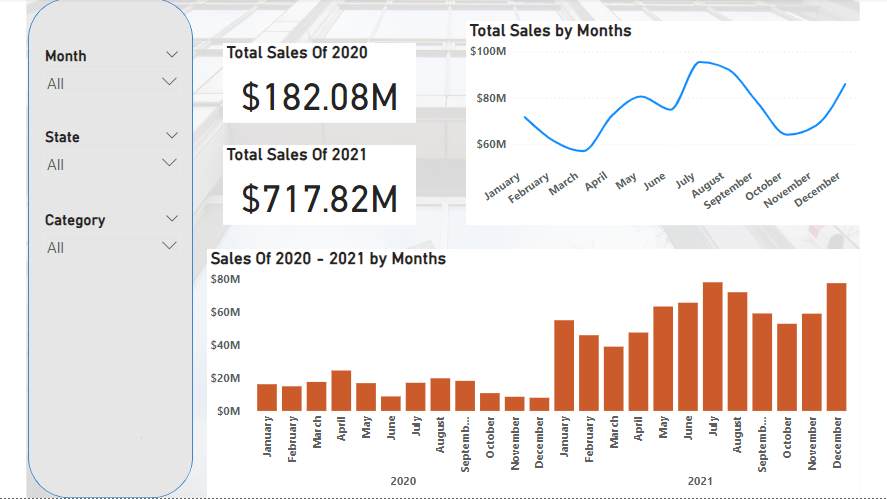 Month
All
State
All
Category
All
Total Sales Of 2020
$182.08M
Total Sales Of 2021
$717.82M
Total Sales by Months
$100M
$80M
$60M
January
February
March
April
May
June
July
August
September
October
November
December
Sales Of 2020 - 2021 by Months
$80M
$60M
$40M
$20M
$0M
January
February
March
April
May
June
July
August
Septemb...
October
November
December
January
February
March
April
May
June
July
August
Septemb...
October
November
December
2020
2021